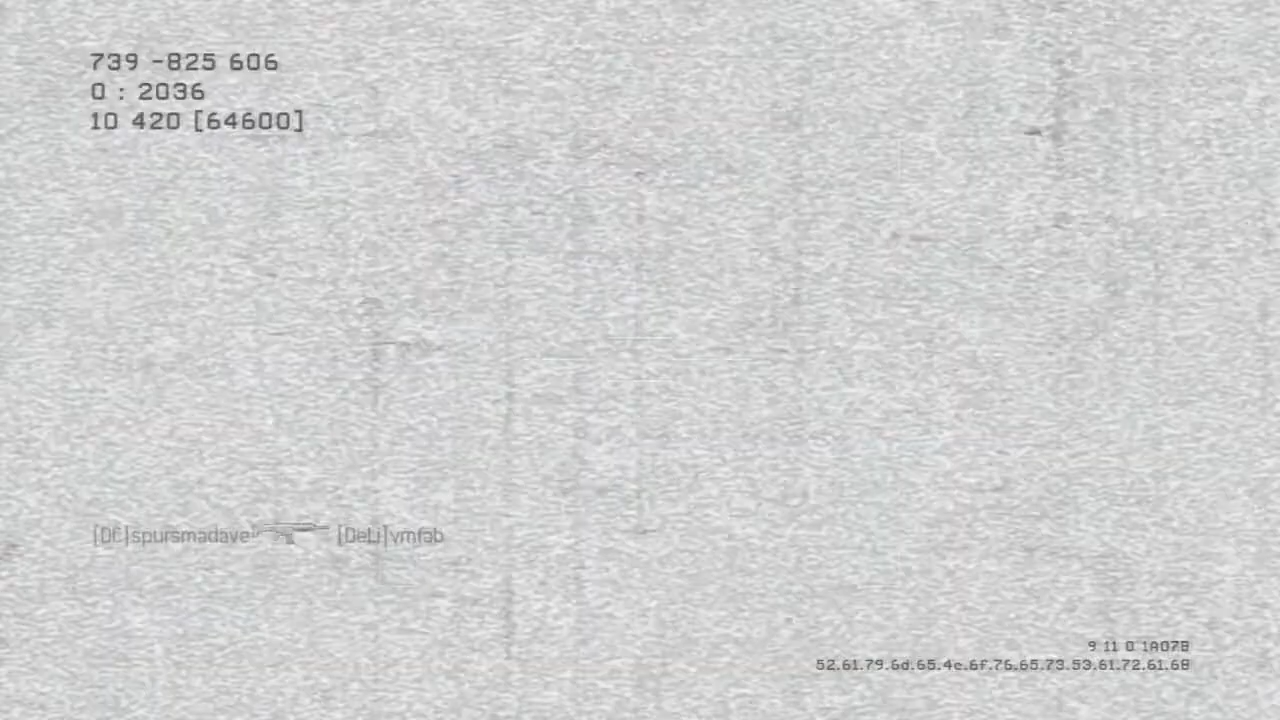 739 -825 606
0 : 2036
10 420 [64600]
[DC]spursmadave [DeLi]vmfab
9 11 0 1A07B
52.61.79.6d.65.4e.6f.76.65.73.53.61.72.61.68